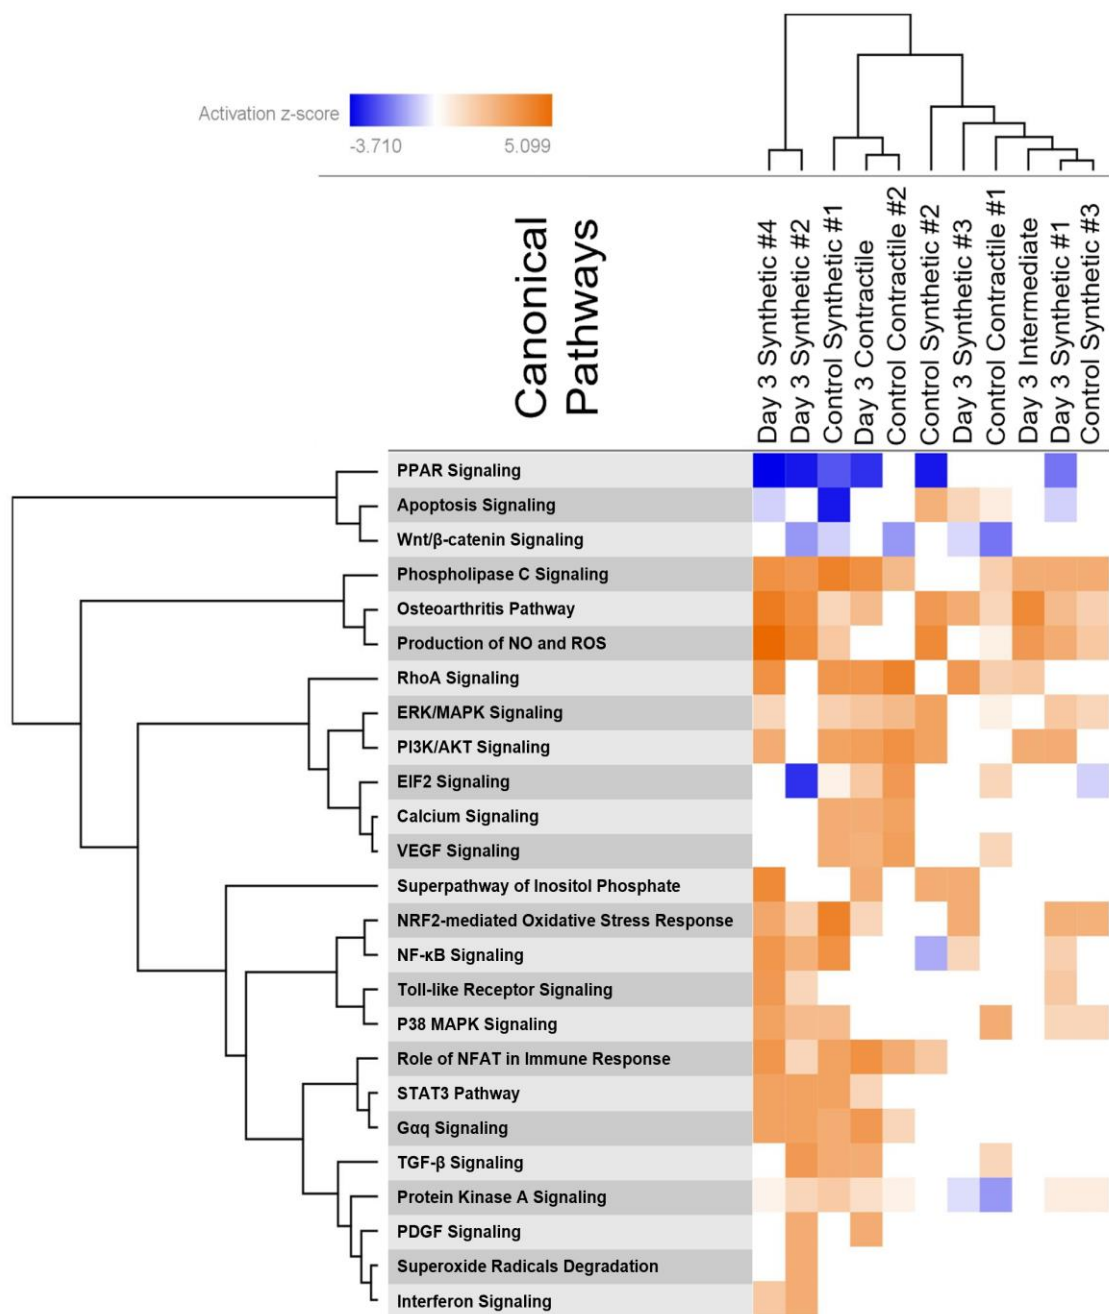 Activation z-score
-3.710
5.099
Canonical
Pathways
Day 3 Synthetic #4
Day 3 Synthetic #2
Control Synthetic #1
Day 3 Contractile
Control Contractile #2
Control Synthetic #2
Day 3 Synthetic #3
Control Contractile #1
Day 3 Intermediate
Day 3 Synthetic #1
Control Synthetic #3
PPAR Signaling
Apoptosis Signaling
Wnt/β-catenin Signaling
Phospholipase C Signaling
Osteoarthritis Pathway
Production of NO and ROS
RhoA Signaling
ERK/MAPK Signaling
PI3K/AKT Signaling
EIF2 Signaling
Calcium Signaling
VEGF Signaling
Superpathway of Inositol Phosphate
NRF2-mediated Oxidative Stress Response
NF-κB Signaling
Toll-like Receptor Signaling
P38 MAPK Signaling
Role of NFAT in Immune Response
STAT3 Pathway
Gαq Signaling
TGF-β Signaling
Protein Kinase A Signaling
PDGF Signaling
Superoxide Radicals Degradation
Interferon Signaling